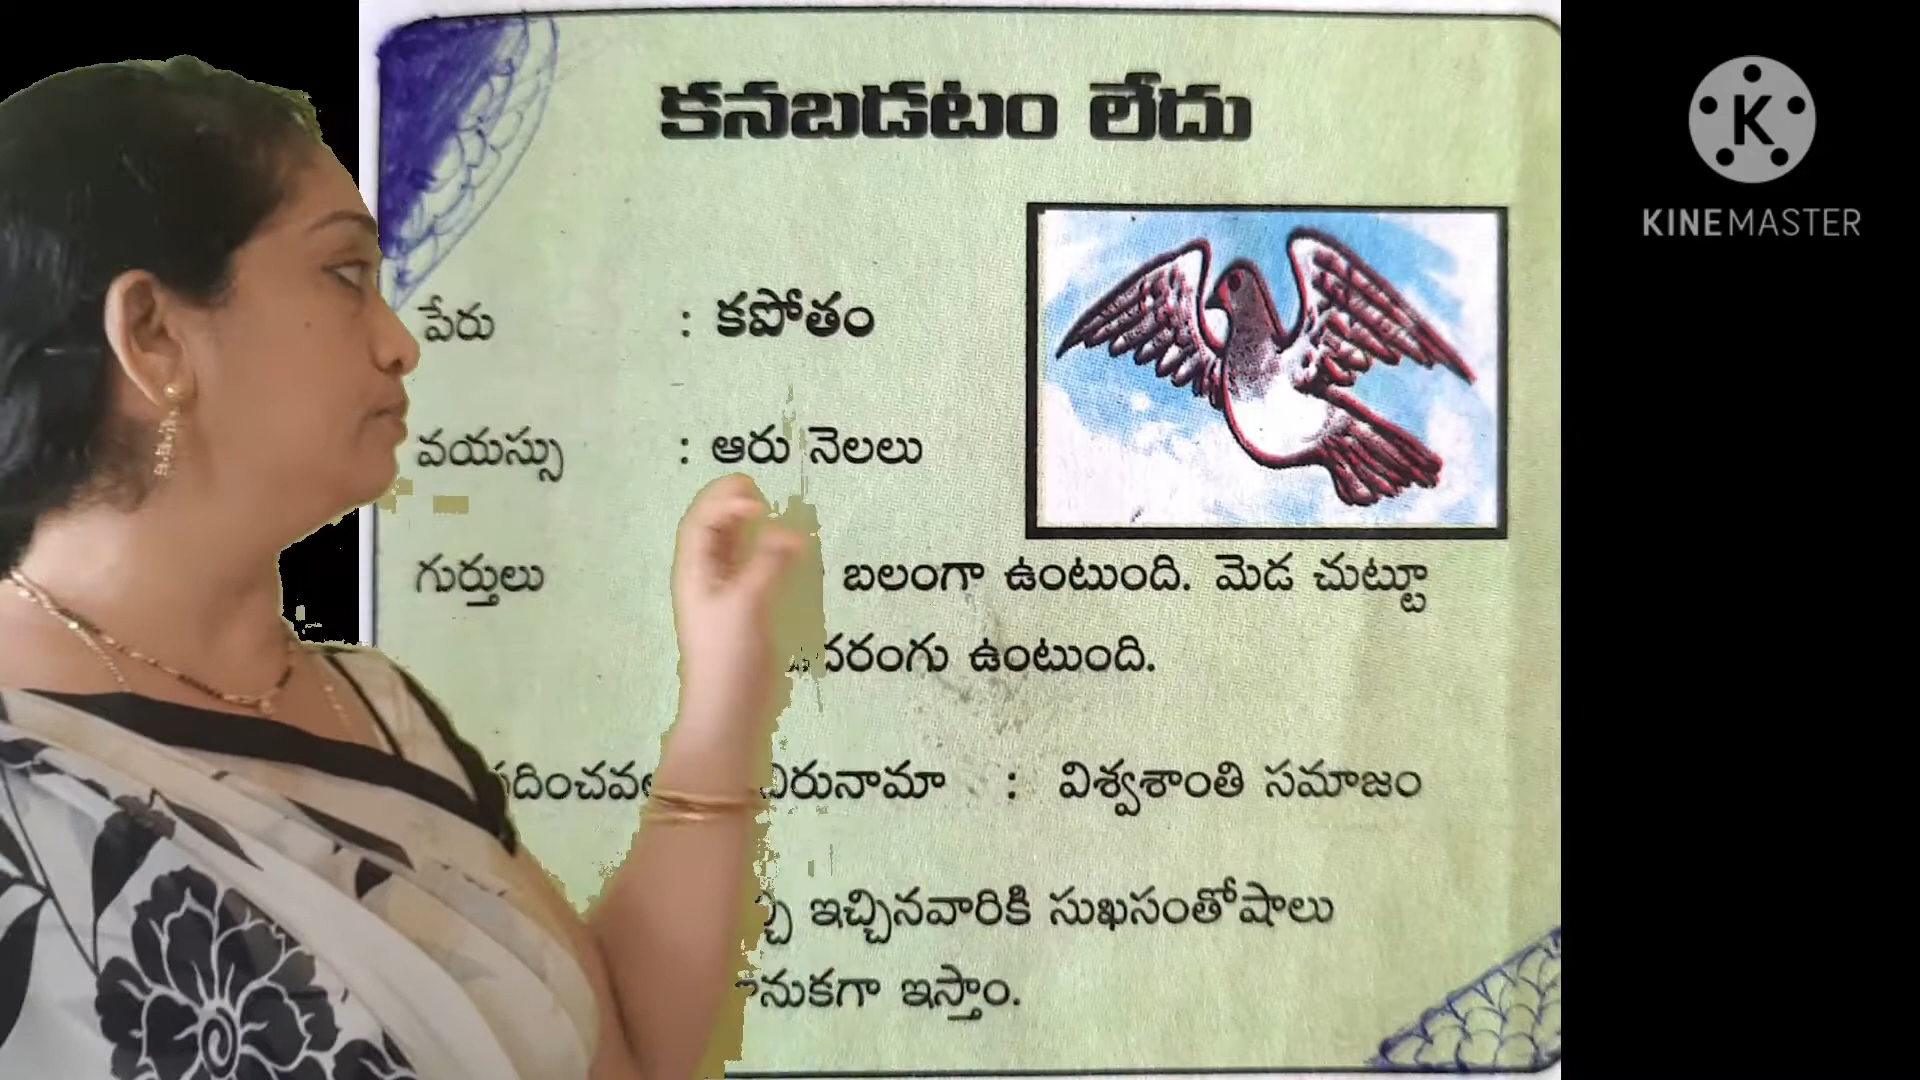 కనబడటం లేదు
పేరు : కపోతం
వయస్సు : ఆరు నెలలు
గుర్తులు బలంగా ఉంటుంది. మెడ చుట్టూ
ఉంటుంది.
: విశ్వశాంతి సమాజం
ఇచ్చినవారికి సుఖసంతోషాలు
ఇస్తాం.
K
KINEMASTER